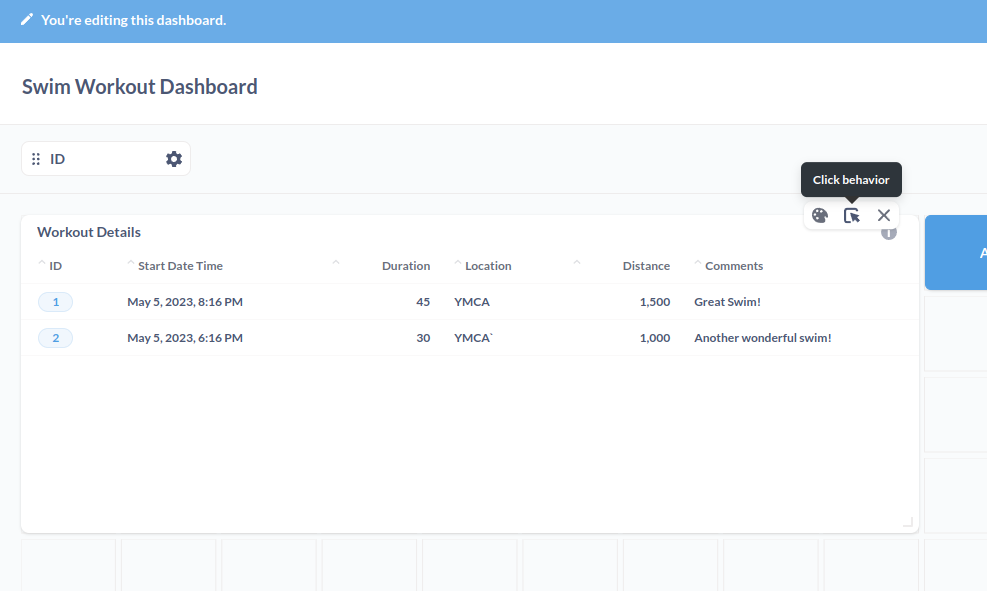 You're editing this dashboard.
Swim Workout Dashboard
ID
Click behavior
Workout Details
ID Start Date Time Duration Location Distance Comments
1 May 5, 2023, 8:16 PM 45 YMCA 1,500 Great Swim!
2 May 5, 2023, 6:16 PM 30 YMCA` 1,000 Another wonderful swim!
A